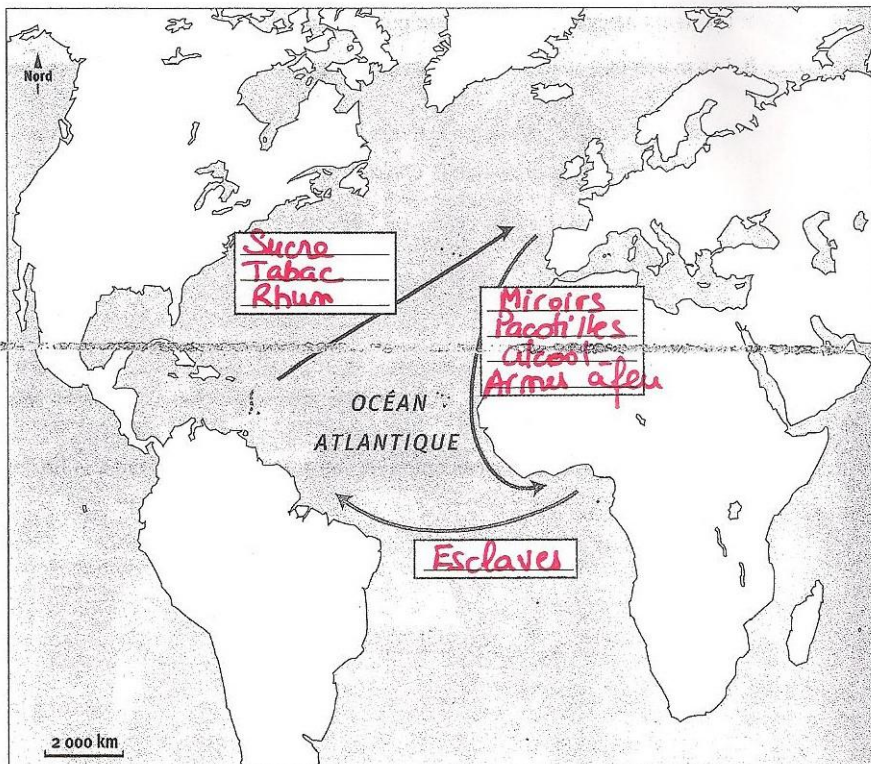 Nord
Sucre
Tabac
Rhum
Miroirs
Pacotilles
alcool
Armes à feu
OCÉAN
ATLANTIQUE
Esclaves
2 000 km